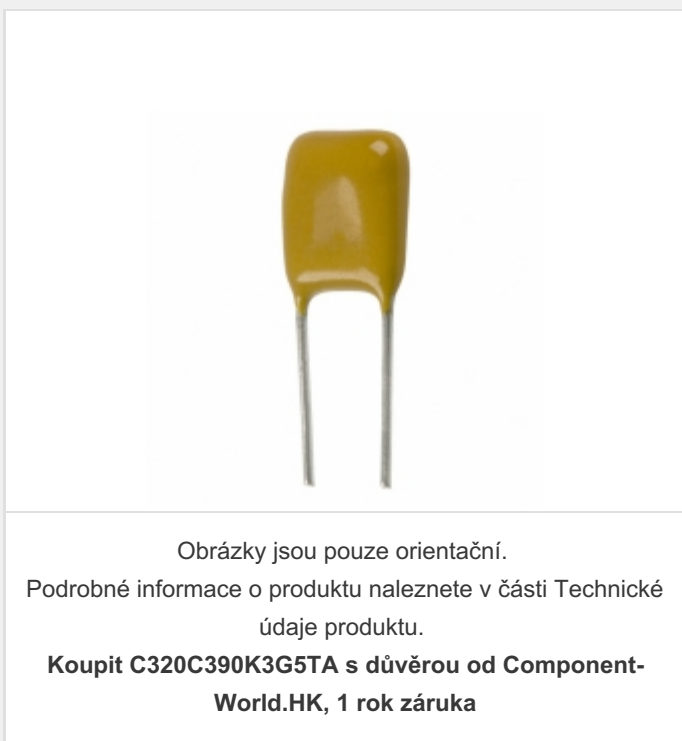 Obrázky jsou pouze orientační.
Podrobné informace o produktu naleznete v části Technické
údaje produktu.
Koupit C320C390K3G5TA s důvěrou od Component-
World.HK, 1 rok záruka